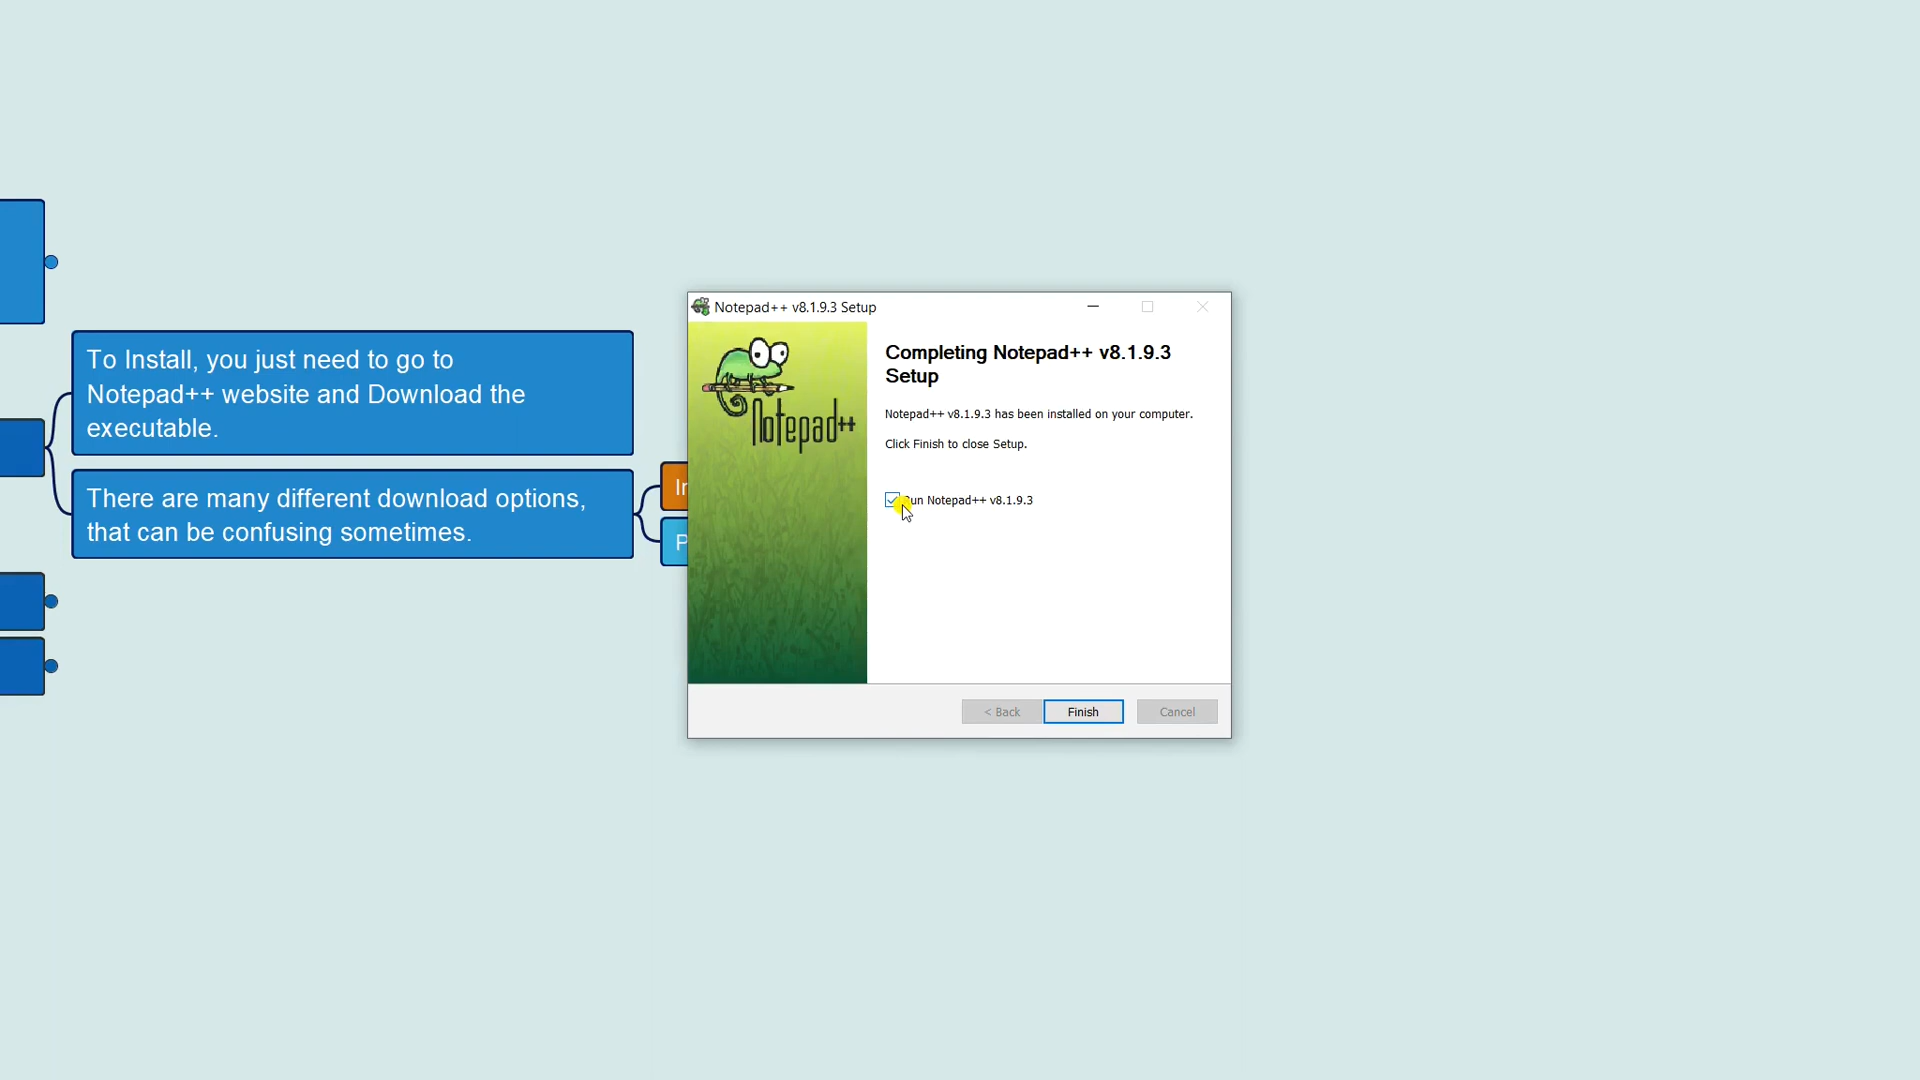 To Install, you just need to go to
Notepad++ website and Download the
executable.
There are many different download options,
that can be confusing sometimes.
Notepad++ v8.1.9.3 Setup
Notepad++
Completing Notepad++ v8.1.9.3
Setup
Notepad++ v8.1.9.3 has been installed on your computer.
Click Finish to close Setup.
Run Notepad++ v8.1.9.3
< Back
Finish
Cancel